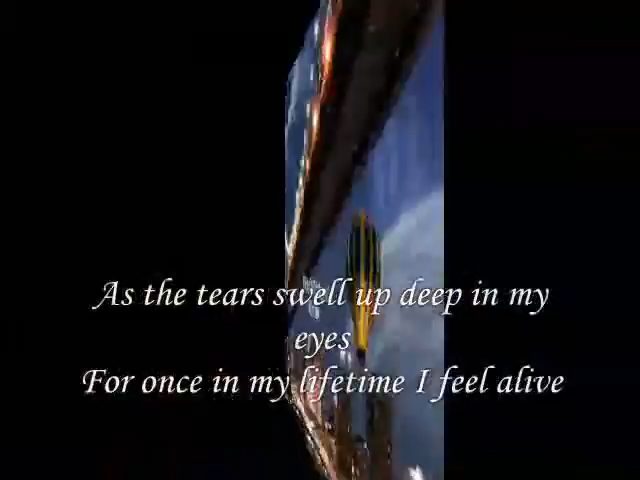 As the tears swell up deep in my
eyes
For once in my lifetime I feel alive